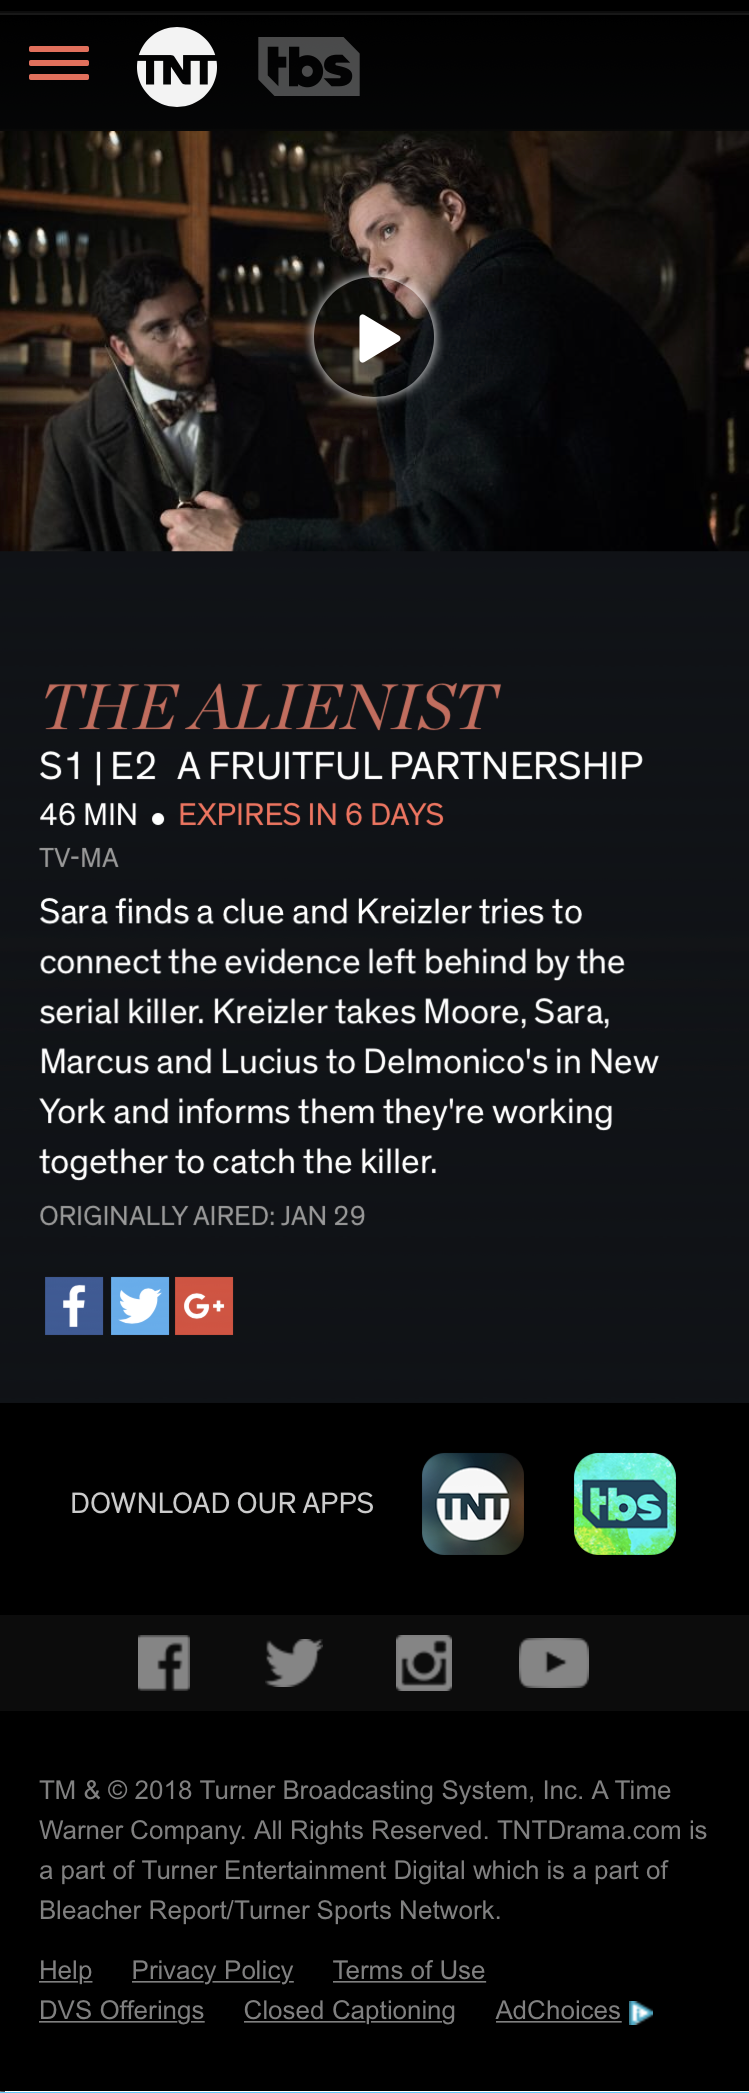 TNT tbs
THE ALIENIST
S1 | E2 A FRUITFUL PARTNERSHIP
46 MIN ● EXPIRES IN 6 DAYS
TV-MA
Sara finds a clue and Kreizler tries to
connect the evidence left behind by the
serial killer. Kreizler takes Moore, Sara,
Marcus and Lucius to Delmonico's in New
York and informs them they're working
together to catch the killer.
ORIGINALLY AIRED: JAN 29
f G+
DOWNLOAD OUR APPS TNT tbs
f
TM & © 2018 Turner Broadcasting System, Inc. A Time
Warner Company. All Rights Reserved. TNTDrama.com is
a part of Turner Entertainment Digital which is a part of
Bleacher Report/Turner Sports Network.
Help Privacy Policy Terms of Use
DVS Offerings Closed Captioning AdChoices